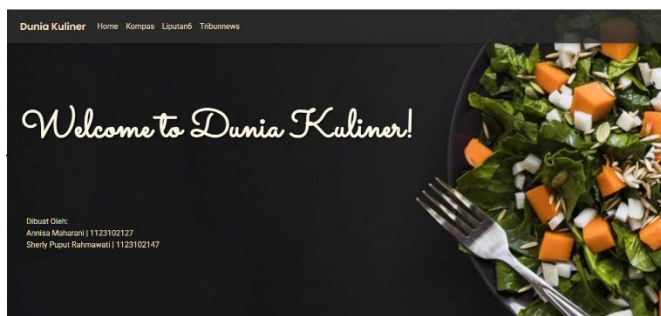 Dunia Kuliner Home Kompas Liputan6 Tribunnews
Welcome to Dunia Kuliner!
Dibuat Oleh:
Annisa Maharani | 1123102127
Sherly Puput Rahmawati | 1123102147